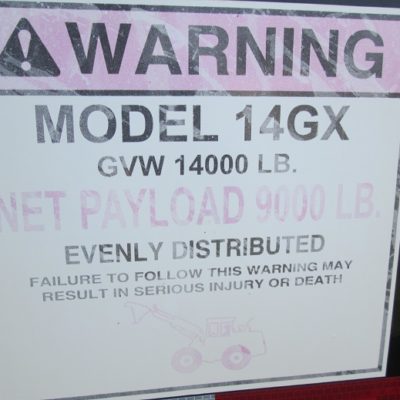 WARNING
MODEL 14GX
GVW 14000 LB.
NET PAYLOAD 9000 LB.
EVENLY DISTRIBUTED
FAILURE TO FOLLOW THIS WARNING MAY
RESULT IN SERIOUS INJURY OR DEATH